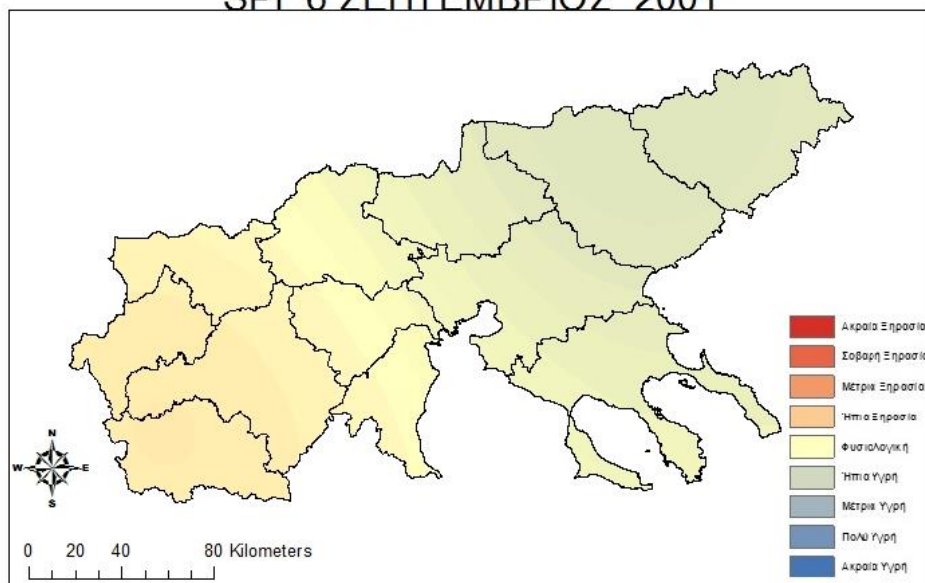 SPI 6 ΣΕΠΤΕΜΒΡΙΟΣ 2001
Ακραία Ξηρασία
Σοβαρή Ξηρασία
Μέτρια Ξηρασία
Ήπια Ξηρασία
Φυσιολογική
Ήπια Υγρή
Μέτρια Υγρή
Πολύ Υγρή
Ακραία Υγρή
N
W E
S
0 20 40 80 Kilometers